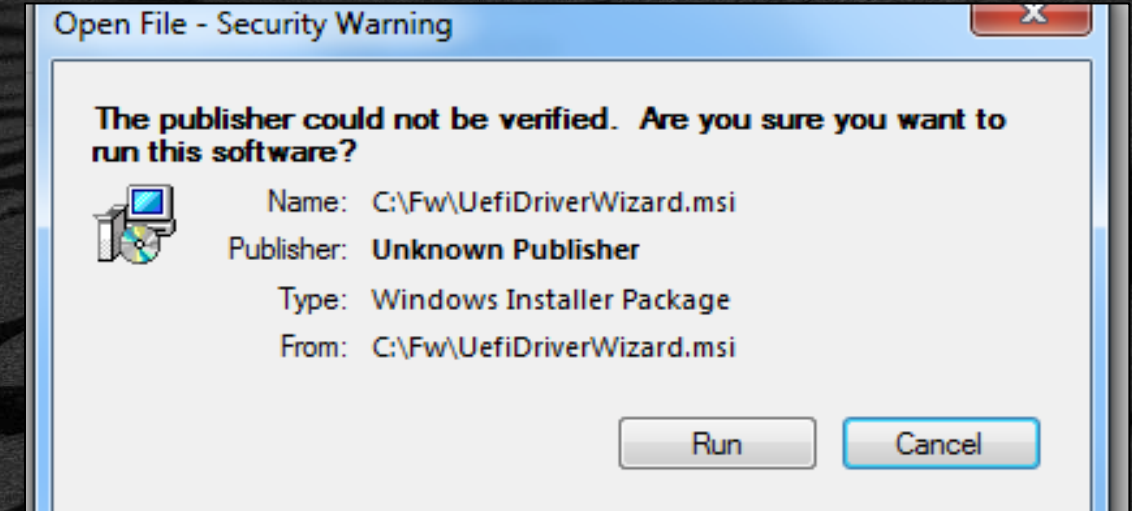 Open File - Security Warning
The publisher could not be verified.  Are you sure you want to
run this software?
Name: C:\Fw\UefiDriverWizard.msi
Publisher: Unknown Publisher
Type: Windows Installer Package
From: C:\Fw\UefiDriverWizard.msi
Run Cancel